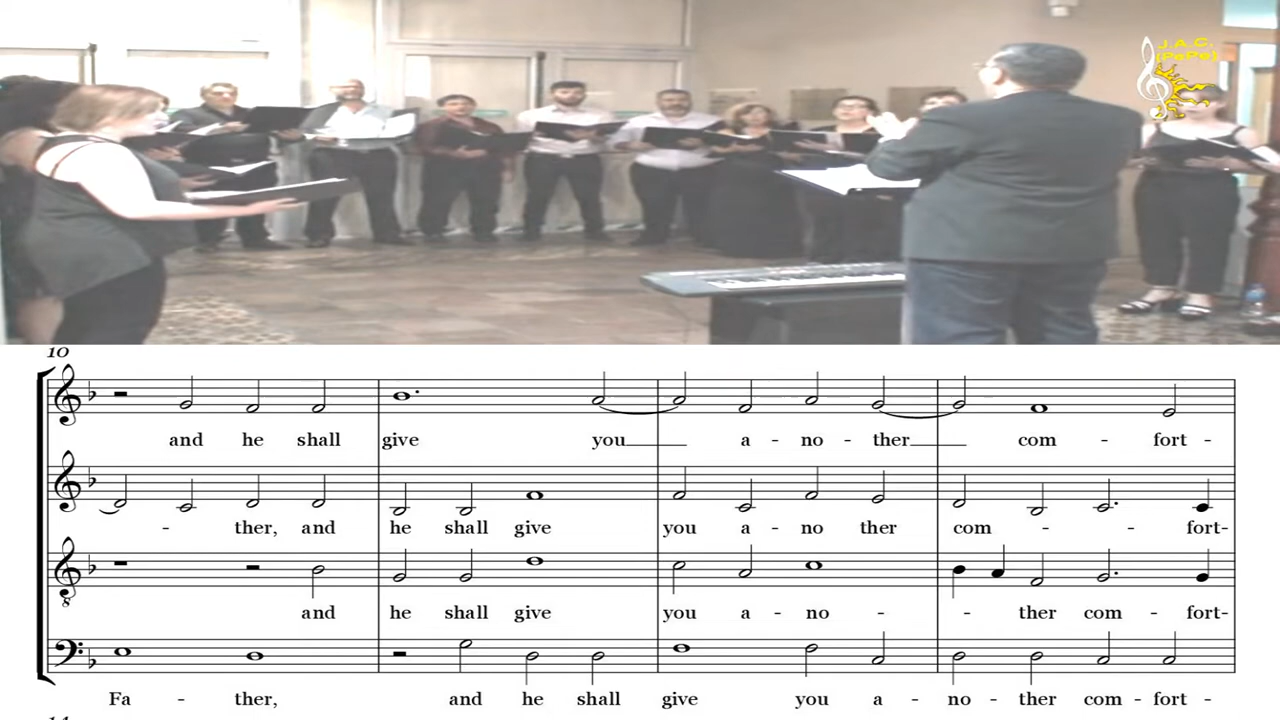 J.A.C.
(PePe)
10
and he shall give you a - no - ther com - fort -
- ther, and he shall give you a - no ther com - - fort-
and he shall give you a - no - - ther com - fort-
Fa - ther, and he shall give you a - no - ther com - fort -